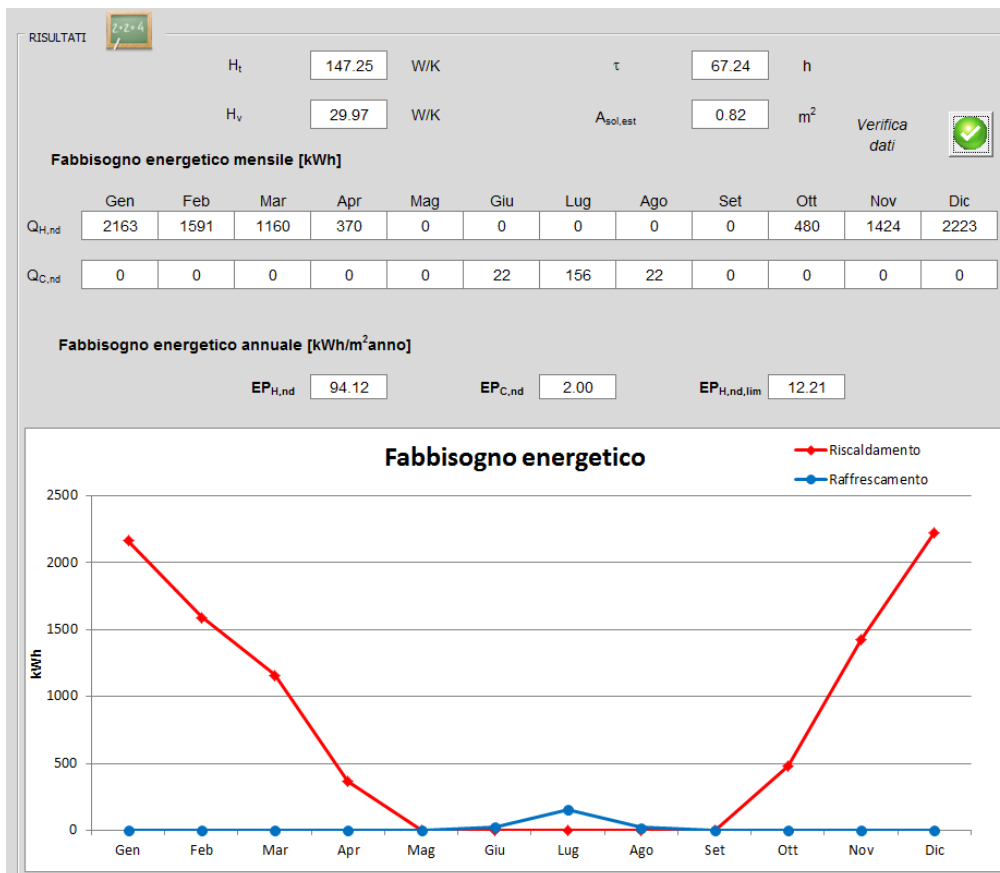 RISULTATI
2+2=4
Ht 147.25 W/K τ 67.24 h
Hv 29.97 W/K Asol,est 0.82 m2
Verifica
dati
Fabbisogno energetico mensile [kWh]
Gen Feb Mar Apr Mag Giu Lug Ago Set Ott Nov Dic
QH,nd 2163 1591 1160 370 0 0 0 0 0 480 1424 2223
QC,nd 0 0 0 0 0 22 156 22 0 0 0 0
Fabbisogno energetico annuale [kWh/m2anno]
EPH,nd 94.12 EPC,nd 2.00 EPH,nd,lim 12.21
Fabbisogno energetico
Riscaldamento
Raffrescamento
kWh
2500
2000
1500
1000
500
0
Gen Feb Mar Apr Mag Giu Lug Ago Set Ott Nov Dic